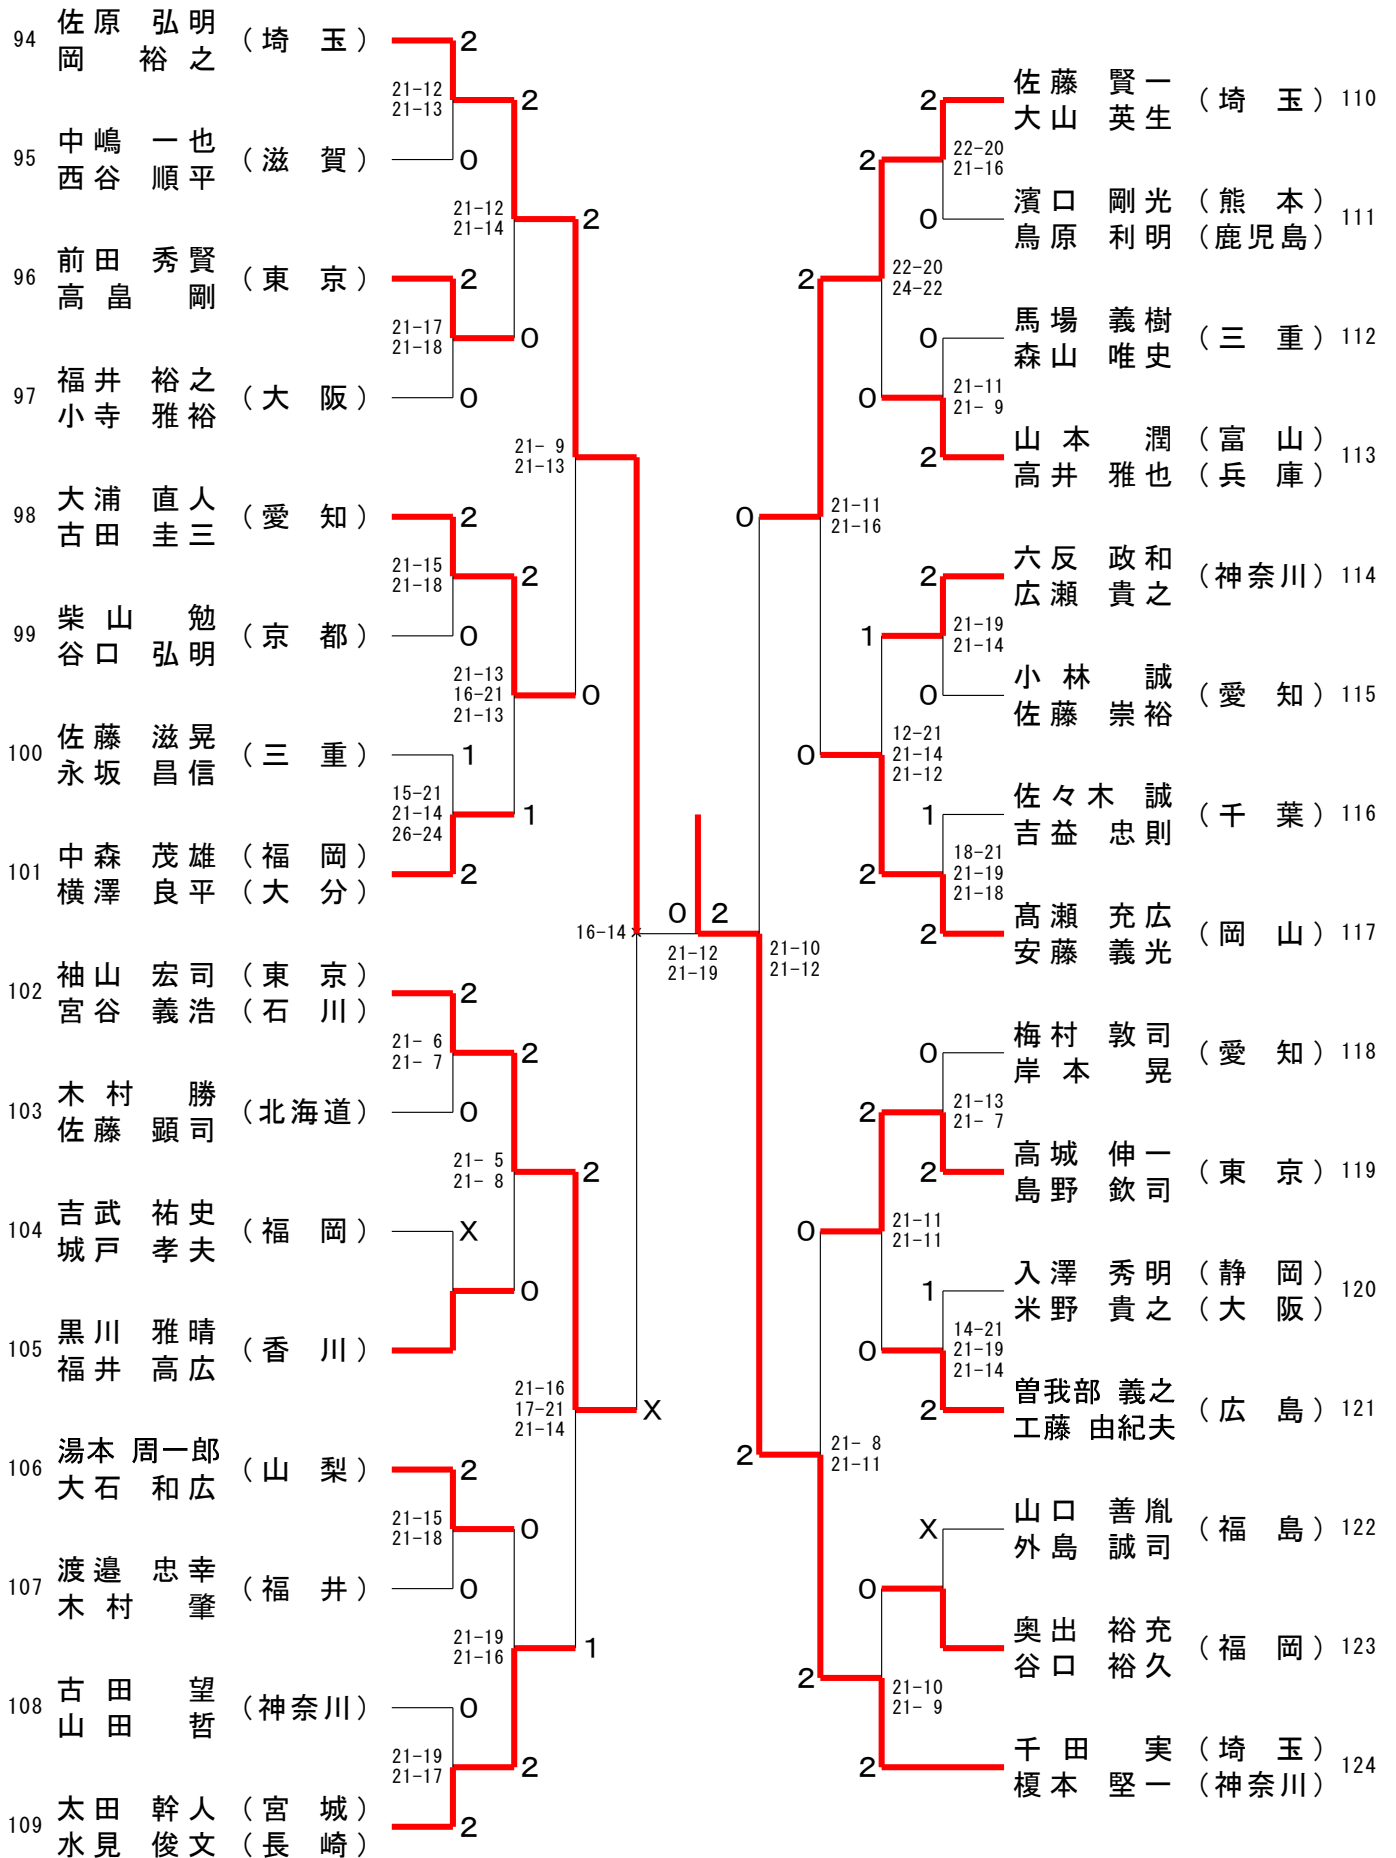 94 佐原 弘明 (埼 玉) 2
岡 裕之
21-12
21-13
2
95 中嶋 一也 (滋 賀) 0
西谷 順平
21-12
21-14
2
96 前田 秀賢 (東 京) 2
高畠 剛
21-17
21-18
0
97 福井 裕之 (大 阪) 0
小寺 雅裕
21- 9
21-13
98 大浦 直人 (愛 知) 2
古田 圭三
21-15
21-18
2
99 柴山 勉 (京 都) 0
谷口 弘明
21-13
16-21
21-13
0
100 佐藤 滋晃 (三 重) 1
永坂 昌信
15-21
21-14
26-24
1
101 中森 茂雄 (福 岡) 2
横澤 良平 (大 分)
16-14
0 2
21-12
21-19
102 袖山 宏司 (東 京) 2
宮谷 義浩 (石 川)
21- 6
21- 7
2
103 木村 勝 (北海道) 0
佐藤 顕司
21- 5
21- 8
2
104 吉武 祐史 (福 岡) X
城戸 孝夫
0
105 黒川 雅晴 (香 川)
福井 高広
21-16
17-21
21-14
X
106 湯本 周一郎 (山 梨) 2
大石 和広
21-15
21-18
0
107 渡邉 忠幸 (福 井) 0
木村 肇
21-19
21-16
1
108 古田 望 (神奈川) 0
山田 哲
21-19
21-17
2
109 太田 幹人 (宮 城) 2
水見 俊文 (長 崎)
2 佐藤 賢一 (埼 玉) 110
大山 英生
2
22-20
21-16
0 濱口 剛光 (熊 本) 111
鳥原 利明 (鹿児島)
2
22-20
24-22
0 馬場 義樹 (三 重) 112
森山 唯史
0
21-11
21- 9
2 山本 潤 (富 山) 113
高井 雅也 (兵 庫)
0
21-11
21-16
2 六反 政和 (神奈川) 114
広瀬 貴之
1
21-19
21-14
0 小林 誠 (愛 知) 115
佐藤 崇裕
0
12-21
21-14
21-12
1 佐々木 誠 (千 葉) 116
吉益 忠則
2
18-21
21-19
21-18
2 髙瀬 充広 (岡 山) 117
安藤 義光
21-10
21-12
0 梅村 敦司 (愛 知) 118
岸本 晃
2
21-13
21- 7
2 高城 伸一 (東 京) 119
島野 欽司
0
21-11
21-11
1 入澤 秀明 (静 岡) 120
米野 貴之 (大 阪)
0
14-21
21-19
21-14
2 曽我部 義之 (広 島) 121
工藤 由紀夫
2
21- 8
21-11
X 山口 善胤 (福 島) 122
外島 誠司
0
奥出 裕充 (福 岡) 123
谷口 裕久
2
21-10
21- 9
2 千田 実 (埼 玉) 124
榎本 堅一 (神奈川)